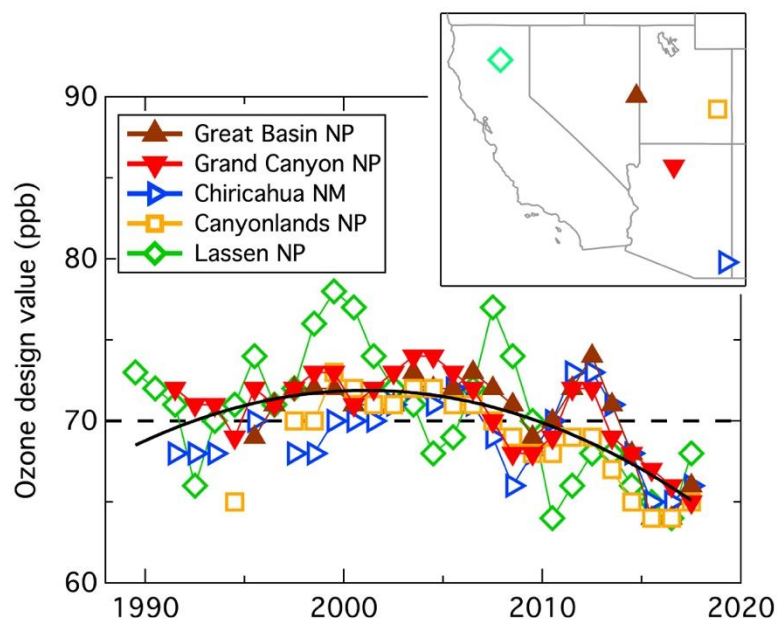 90
80
70
60
Ozone design value (ppb)
Great Basin NP
Grand Canyon NP
Chiricahua NM
Canyonlands NP
Lassen NP
1990
2000
2010
2020